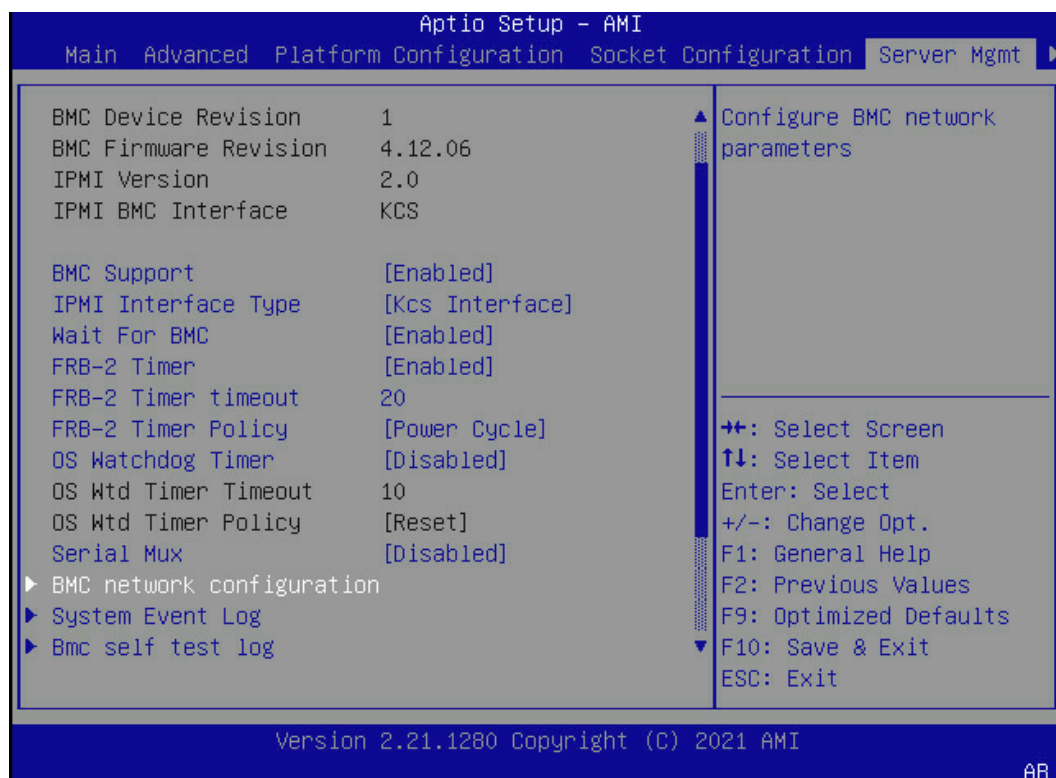 Aptio Setup – AMI
Main Advanced Platform Configuration Socket Configuration Server Mgmt
BMC Device Revision 1
BMC Firmware Revision 4.12.06
IPMI Version 2.0
IPMI BMC Interface KCS
BMC Support [Enabled]
IPMI Interface Type [Kcs Interface]
Wait For BMC [Enabled]
FRB-2 Timer [Enabled]
FRB-2 Timer timeout 20
FRB-2 Timer Policy [Power Cycle]
OS Watchdog Timer [Disabled]
OS Wtd Timer Timeout 10
OS Wtd Timer Policy [Reset]
Serial Mux [Disabled]
BMC network configuration
System Event Log
Bmc self test log
Configure BMC network
parameters
→←: Select Screen
↑↓: Select Item
Enter: Select
+/-: Change Opt.
F1: General Help
F2: Previous Values
F9: Optimized Defaults
F10: Save & Exit
ESC: Exit
Version 2.21.1280 Copyright (C) 2021 AMI
AB